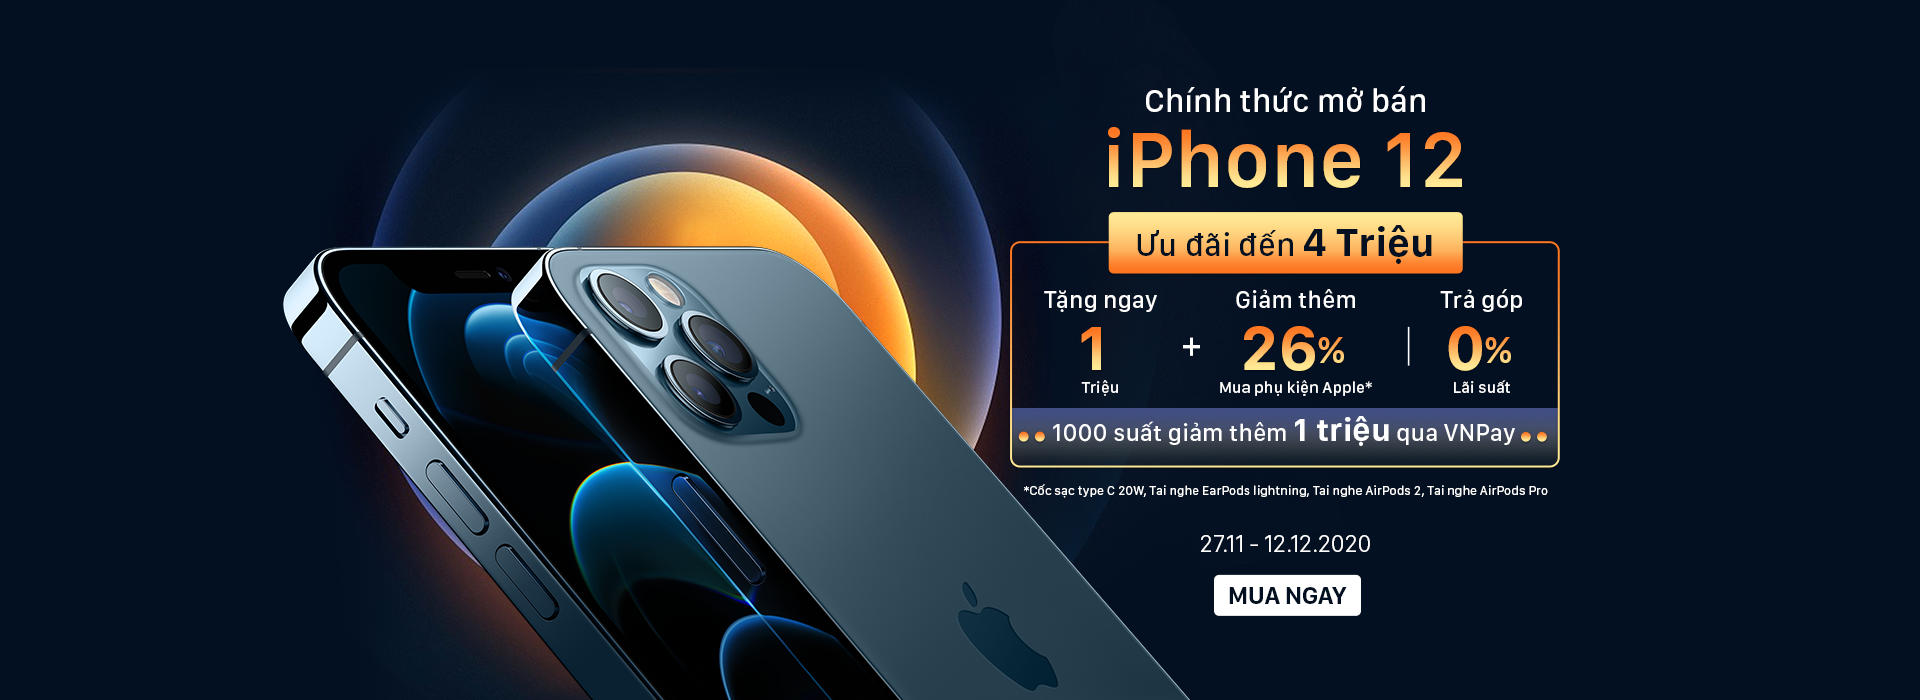 Chính thức mở bán
iPhone 12
Ưu đãi đến 4 Triệu
Tặng ngay
1
Triệu
+
Giảm thêm
26%
Mua phụ kiện Apple*
Trả góp
0%
Lãi suất
1000 suất giảm thêm 1 triệu qua VNPay
*Cốc sạc type C 20W, Tai nghe EarPods lightning, Tai nghe AirPods 2, Tai nghe AirPods Pro
27.11 - 12.12.2020
MUA NGAY